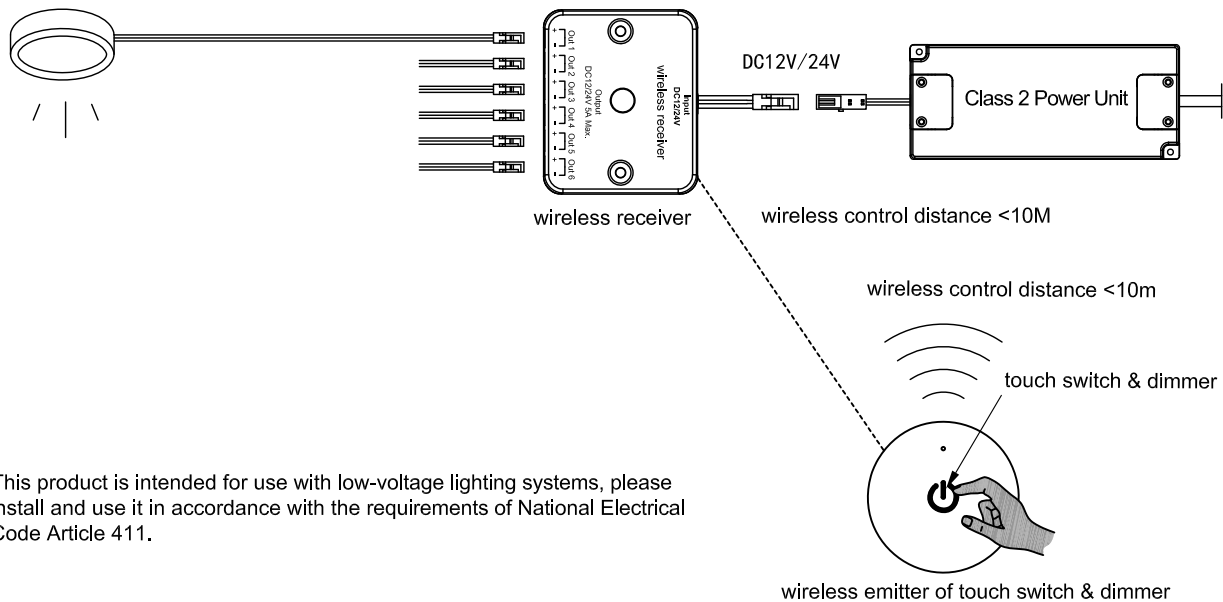 + - Out 1
+ - Out 2
+ - Out 3
+ - Out 4
+ - Out 5
+ - Out 6
Output
DC12/24V 5A Max.
wireless receiver
Input
DC12/24V
DC12V/24V
Class 2 Power Unit
wireless receiver
wireless control distance <10M
wireless control distance <10m
touch switch & dimmer
This product is intended for use with low-voltage lighting systems, please
install and use it in accordance with the requirements of National Electrical
Code Article 411.
wireless emitter of touch switch & dimmer